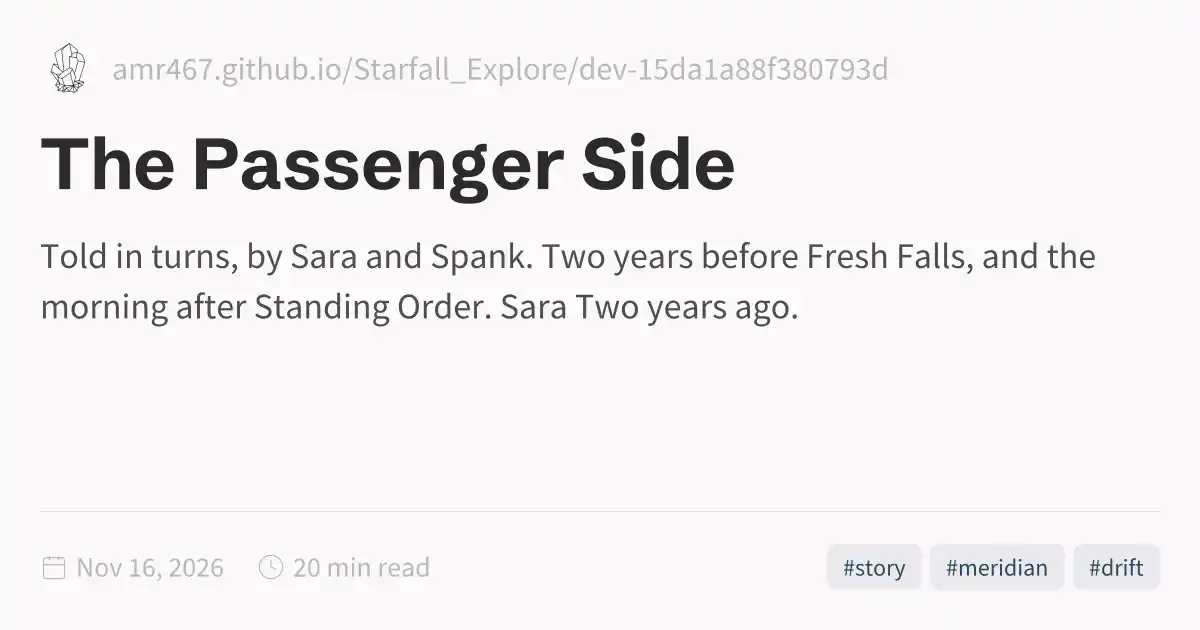 amr467.github.io/Starfall_Explore/dev-15da1a88f380793d
The Passenger Side
Told in turns, by Sara and Spank. Two years before Fresh Falls, and the
morning after Standing Order. Sara Two years ago.
Nov 16, 2026
20 min read
#story
#meridian
#drift